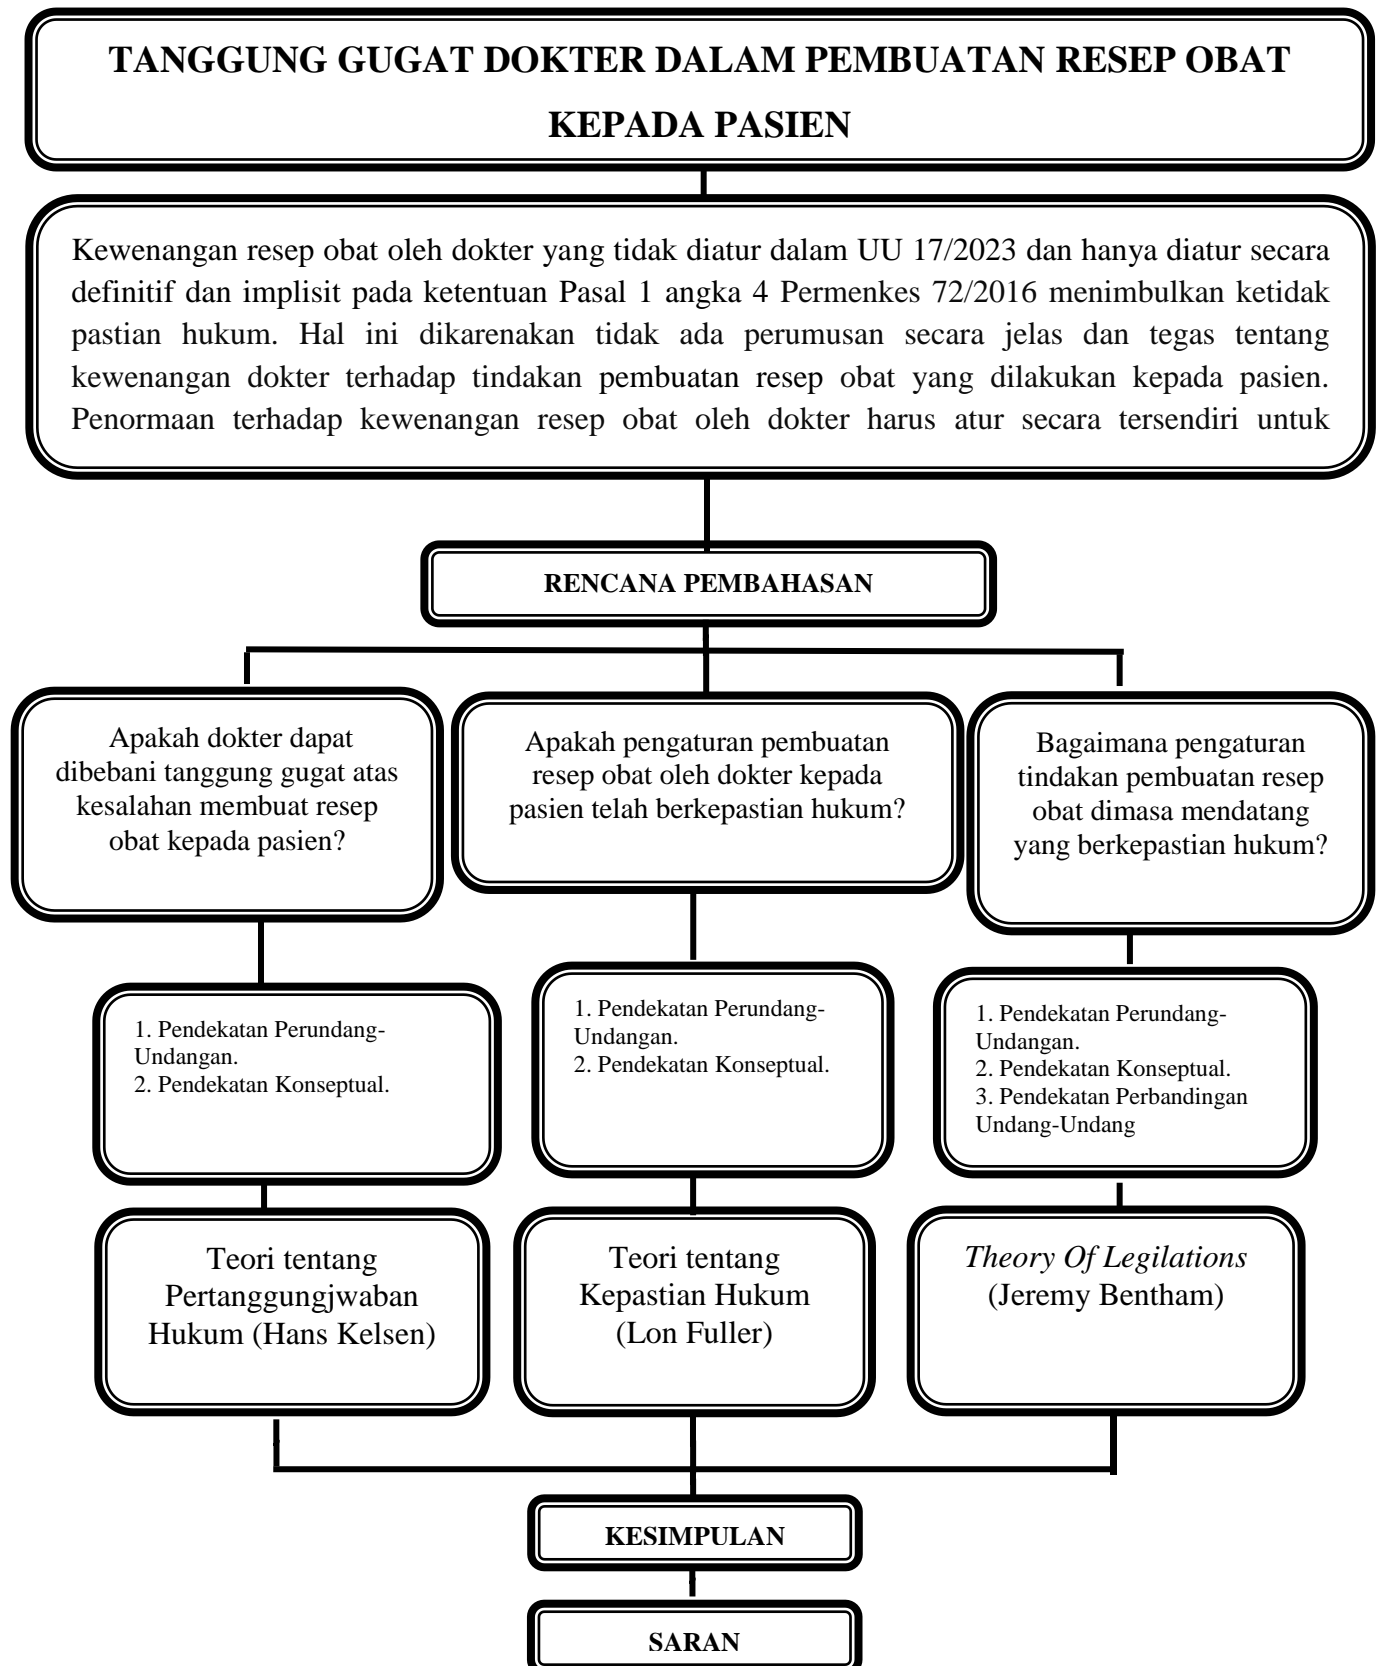 TANGGUNG GUGAT DOKTER DALAM PEMBUATAN RESEP OBAT
KEPADA PASIEN
Kewenangan resep obat oleh dokter yang tidak diatur dalam UU 17/2023 dan hanya diatur secara
definitif dan implisit pada ketentuan Pasal 1 angka 4 Permenkes 72/2016 menimbulkan ketidak
pastian hukum. Hal ini dikarenakan tidak ada perumusan secara jelas dan tegas tentang
kewenangan dokter terhadap tindakan pembuatan resep obat yang dilakukan kepada pasien.
Penormaan terhadap kewenangan resep obat oleh dokter harus atur secara tersendiri untuk
RENCANA PEMBAHASAN
Apakah dokter dapat
dibebani tanggung gugat atas
kesalahan membuat resep
obat kepada pasien?
Apakah pengaturan pembuatan
resep obat oleh dokter kepada
pasien telah berkepastian hukum?
Bagaimana pengaturan
tindakan pembuatan resep
obat dimasa mendatang
yang berkepastian hukum?
1. Pendekatan Perundang-
Undangan.
2. Pendekatan Konseptual.
1. Pendekatan Perundang-
Undangan.
2. Pendekatan Konseptual.
1. Pendekatan Perundang-
Undangan.
2. Pendekatan Konseptual.
3. Pendekatan Perbandingan
Undang-Undang
Teori tentang
Pertanggungjwaban
Hukum (Hans Kelsen)
Teori tentang
Kepastian Hukum
(Lon Fuller)
Theory Of Legilations
(Jeremy Bentham)
KESIMPULAN
SARAN